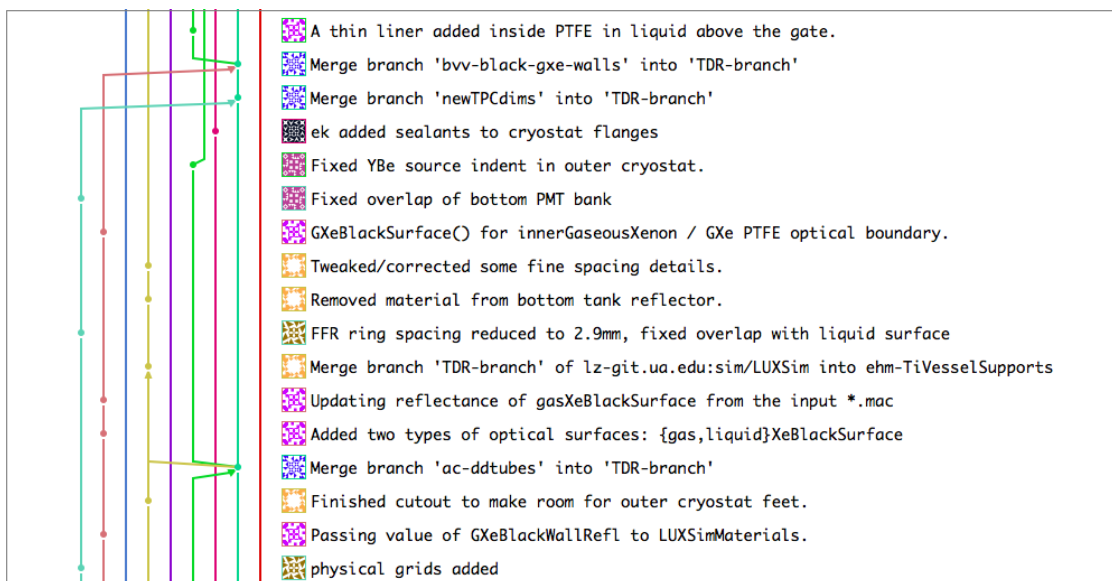 A thin liner added inside PTFE in liquid above the gate.
Merge branch 'bvv-black-gxe-walls' into 'TDR-branch'
Merge branch 'newTPCdims' into 'TDR-branch'
ek added sealants to cryostat flanges
Fixed YBe source indent in outer cryostat.
Fixed overlap of bottom PMT bank
GXeBlackSurface() for innerGaseousXenon / GXe PTFE optical boundary.
Tweaked/corrected some fine spacing details.
Removed material from bottom tank reflector.
FFR ring spacing reduced to 2.9mm, fixed overlap with liquid surface
Merge branch 'TDR-branch' of lz-git.ua.edu:sim/LUXSim into ehm-TiVesselSupports
Updating reflectance of gasXeBlackSurface from the input *.mac
Added two types of optical surfaces: {gas,liquid}XeBlackSurface
Merge branch 'ac-ddtubes' into 'TDR-branch'
Finished cutout to make room for outer cryostat feet.
Passing value of GXeBlackWallRefl to LUXSimMaterials.
physical grids added